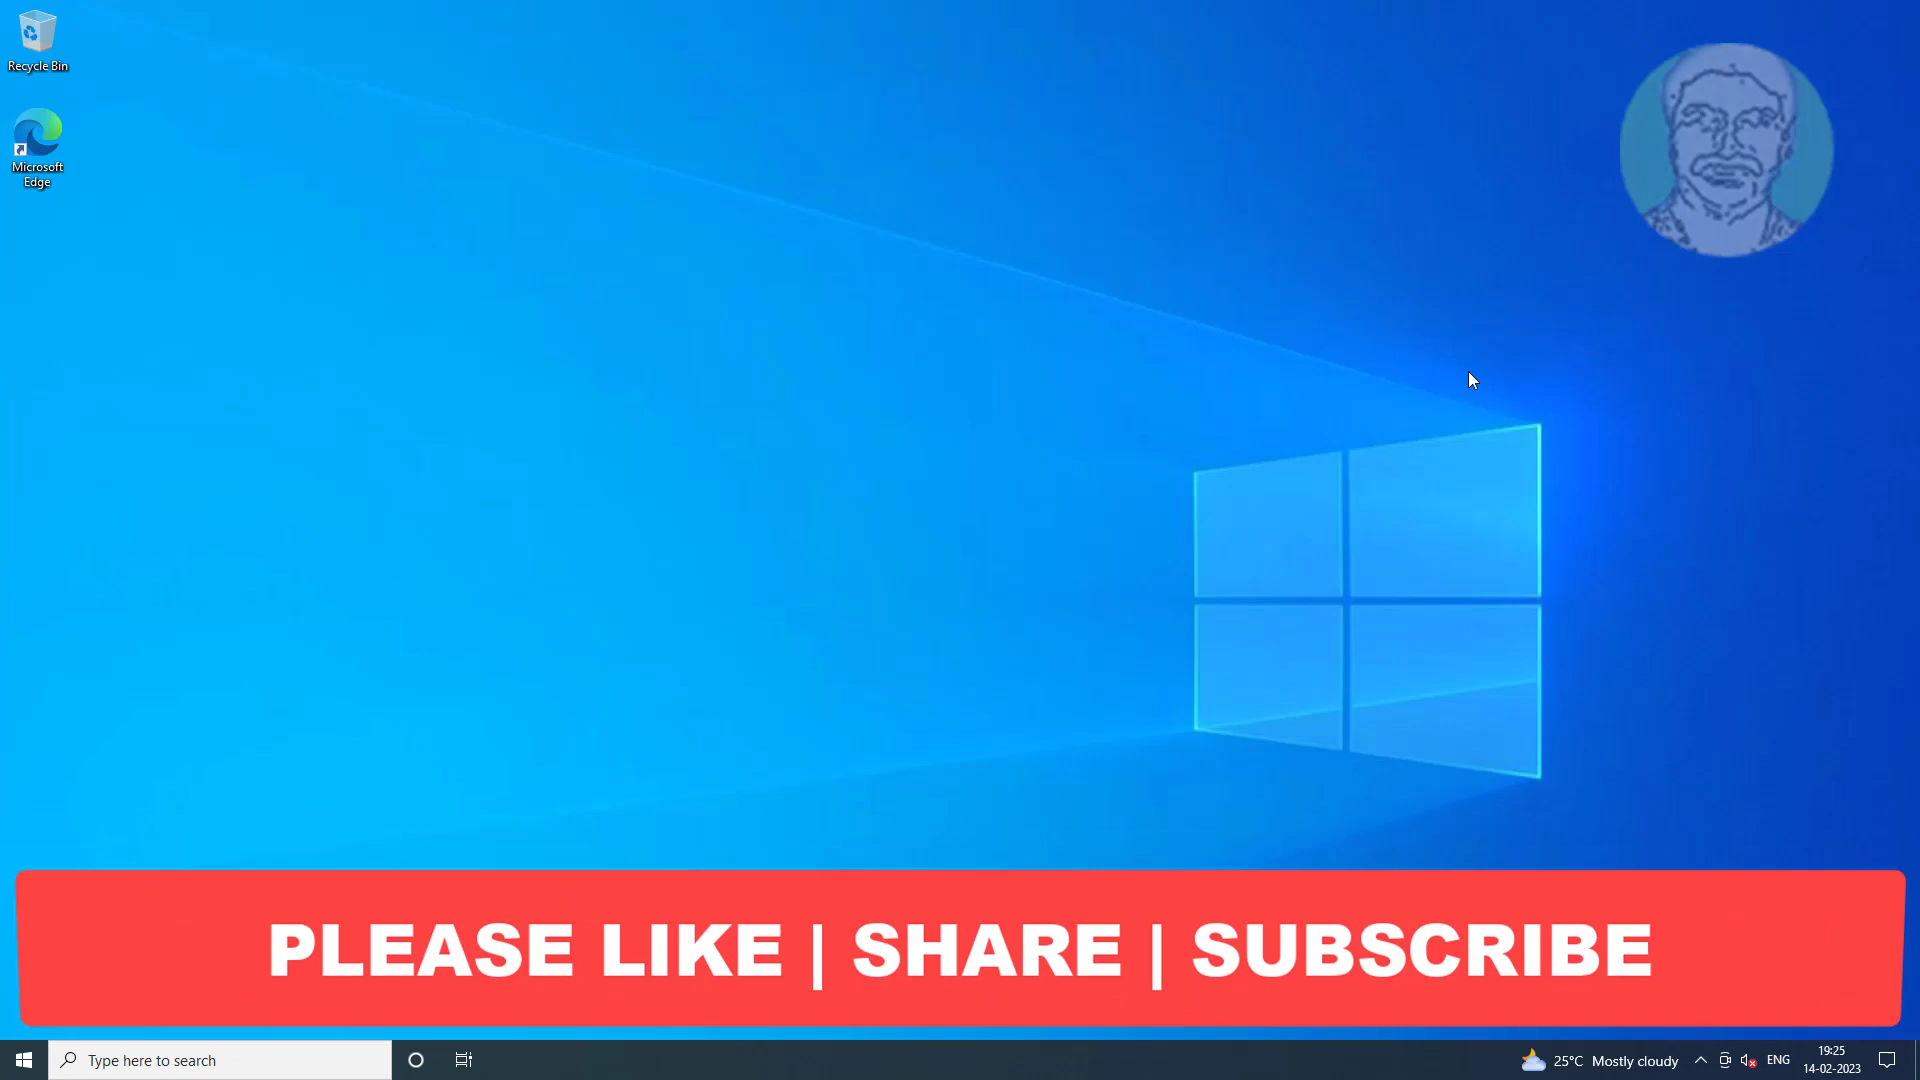 Recycle Bin
Microsoft
Edge
PLEASE LIKE | SHARE | SUBSCRIBE
Type here to search
25°C Mostly cloudy
ENG
19:25
14-02-2023